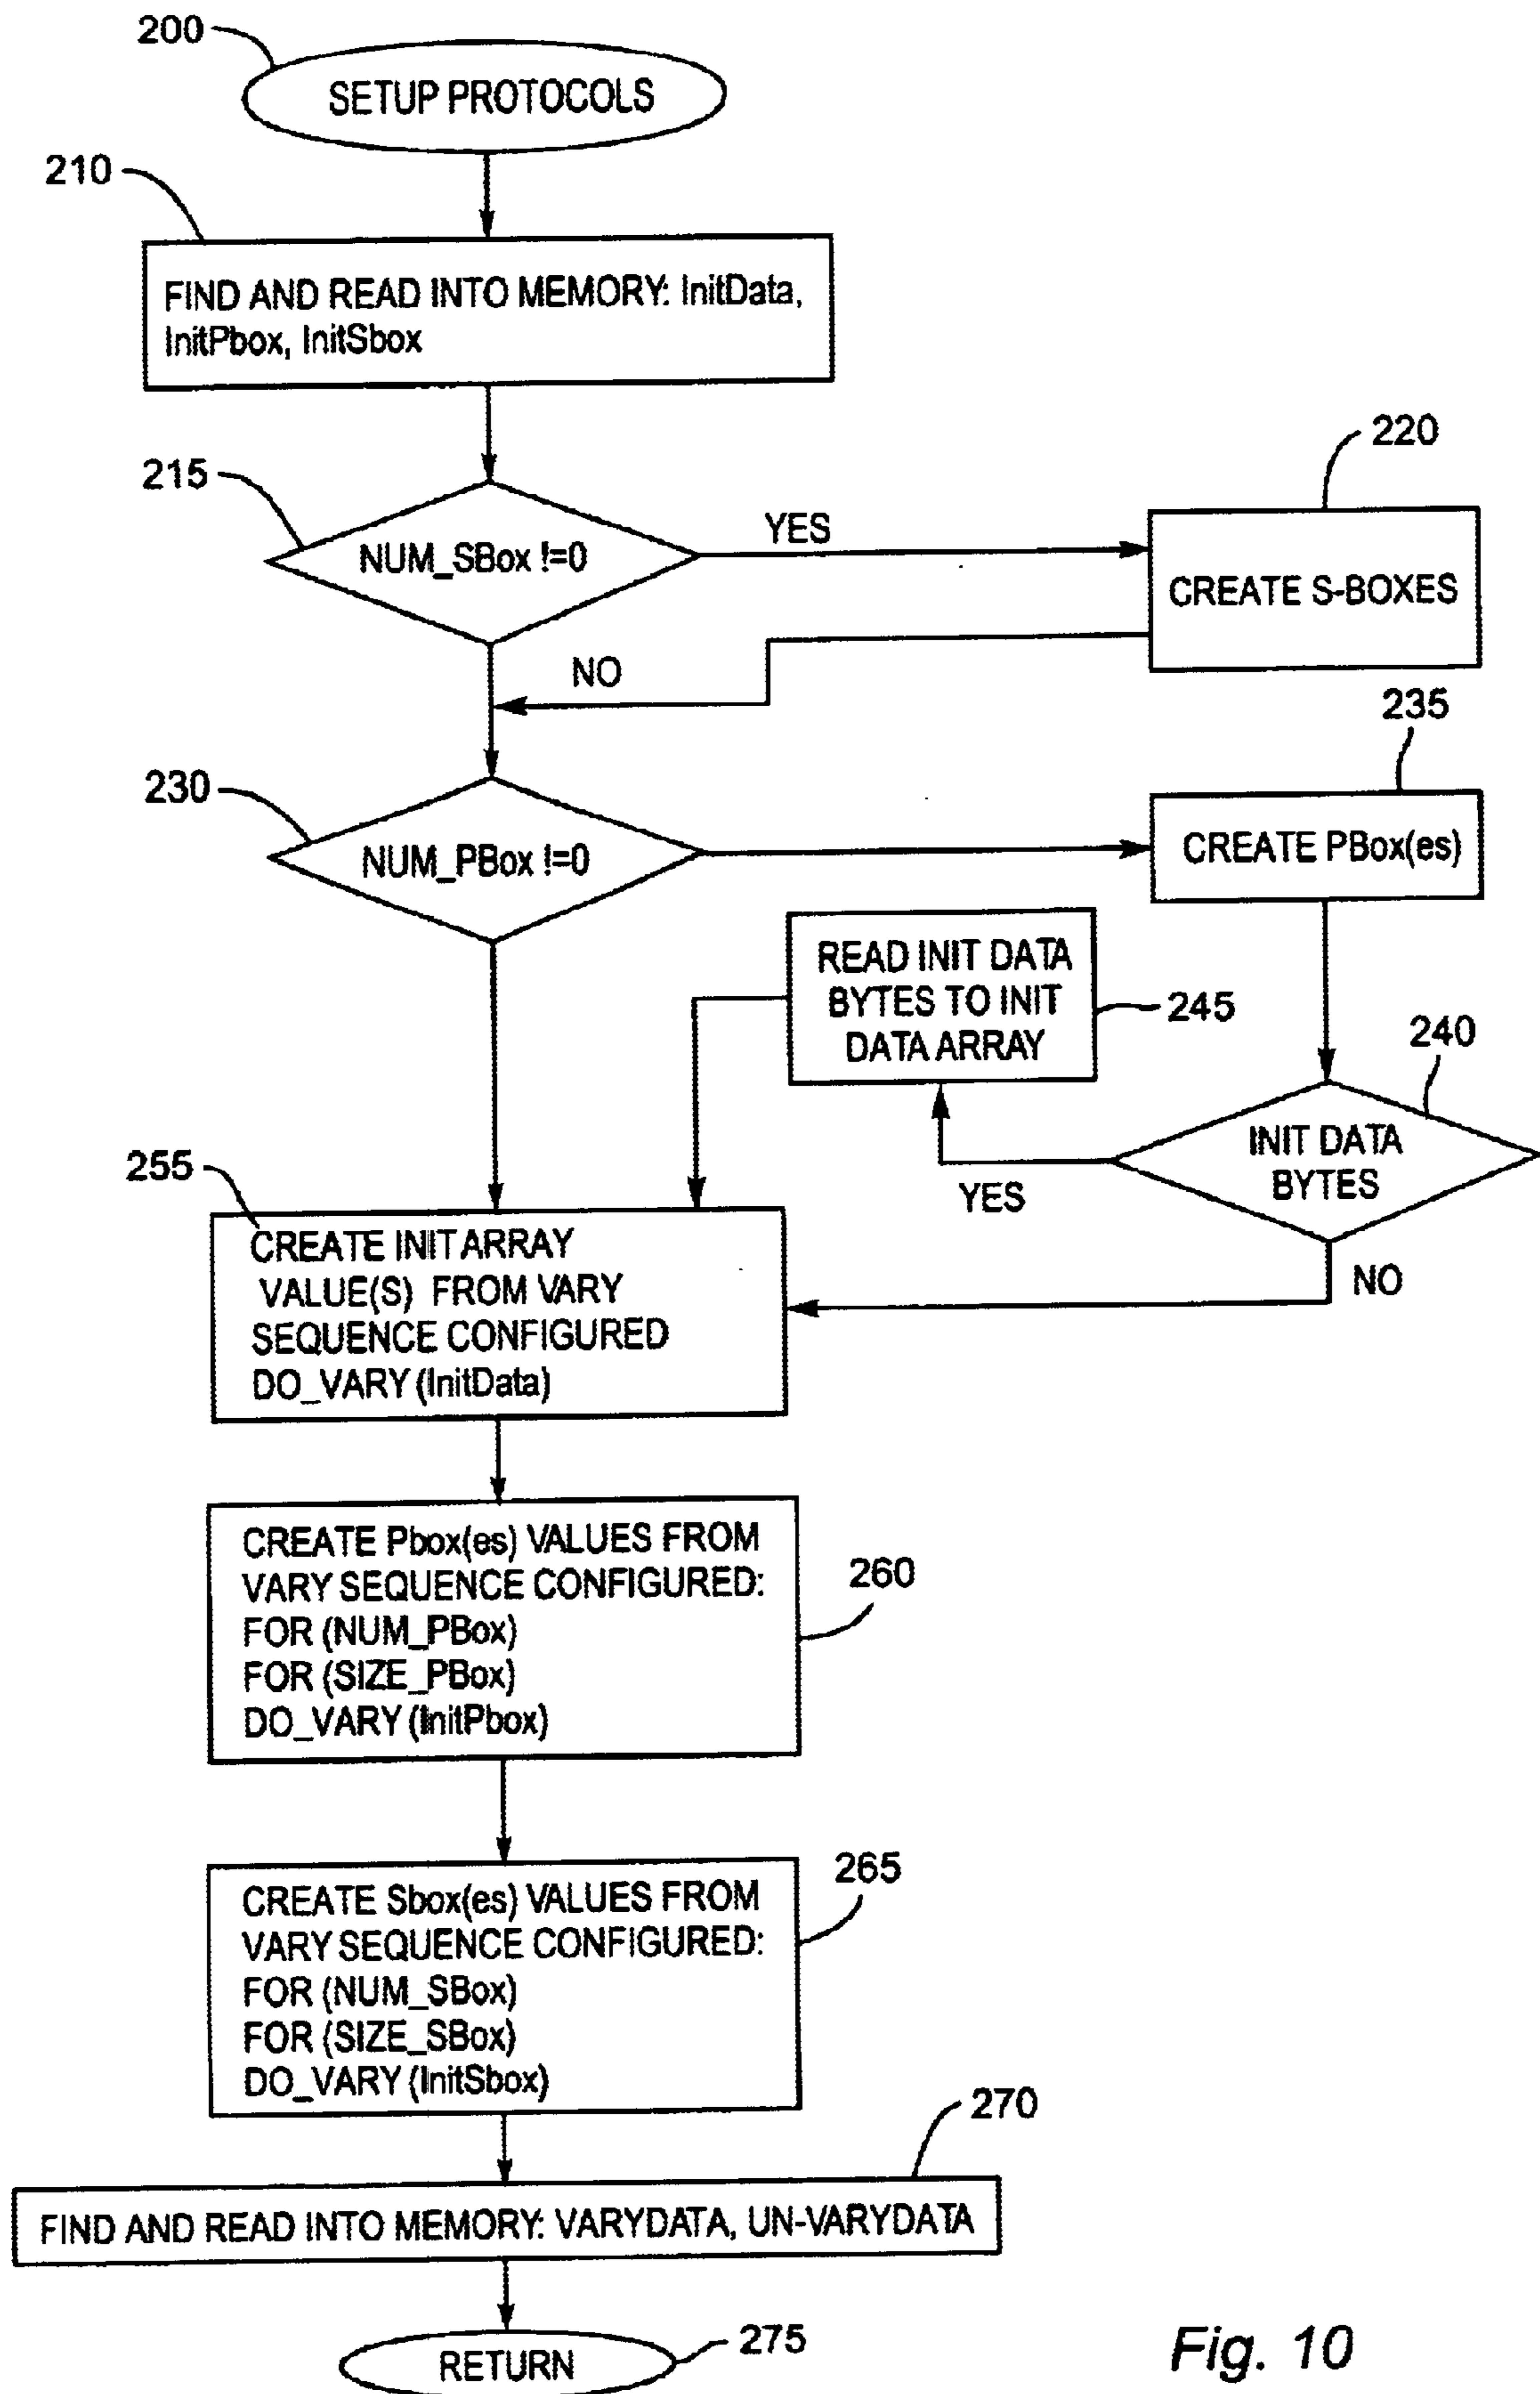 200
SETUP PROTOCOLS
210
FIND AND READ INTO MEMORY: InitData,
InitPbox, InitSbox
215
NUM_SBox !=0
YES
220
CREATE S-BOXES
NO
230
NUM_PBox !=0
235
CREATE PBox(es)
READ INIT DATA
BYTES TO INIT
DATA ARRAY
245
240
INIT DATA
BYTES
YES
NO
255
CREATE INIT ARRAY
VALUE(S) FROM VARY
SEQUENCE CONFIGURED
DO_VARY (InitData)
CREATE Pbox(es) VALUES FROM
VARY SEQUENCE CONFIGURED:
FOR (NUM_PBox)
FOR (SIZE_PBox)
DO_VARY (InitPbox)
260
CREATE Sbox(es) VALUES FROM
VARY SEQUENCE CONFIGURED:
FOR (NUM_SBox)
FOR (SIZE_SBox)
DO_VARY (InitSbox)
265
270
FIND AND READ INTO MEMORY: VARYDATA, UN-VARYDATA
RETURN
275
Fig. 10